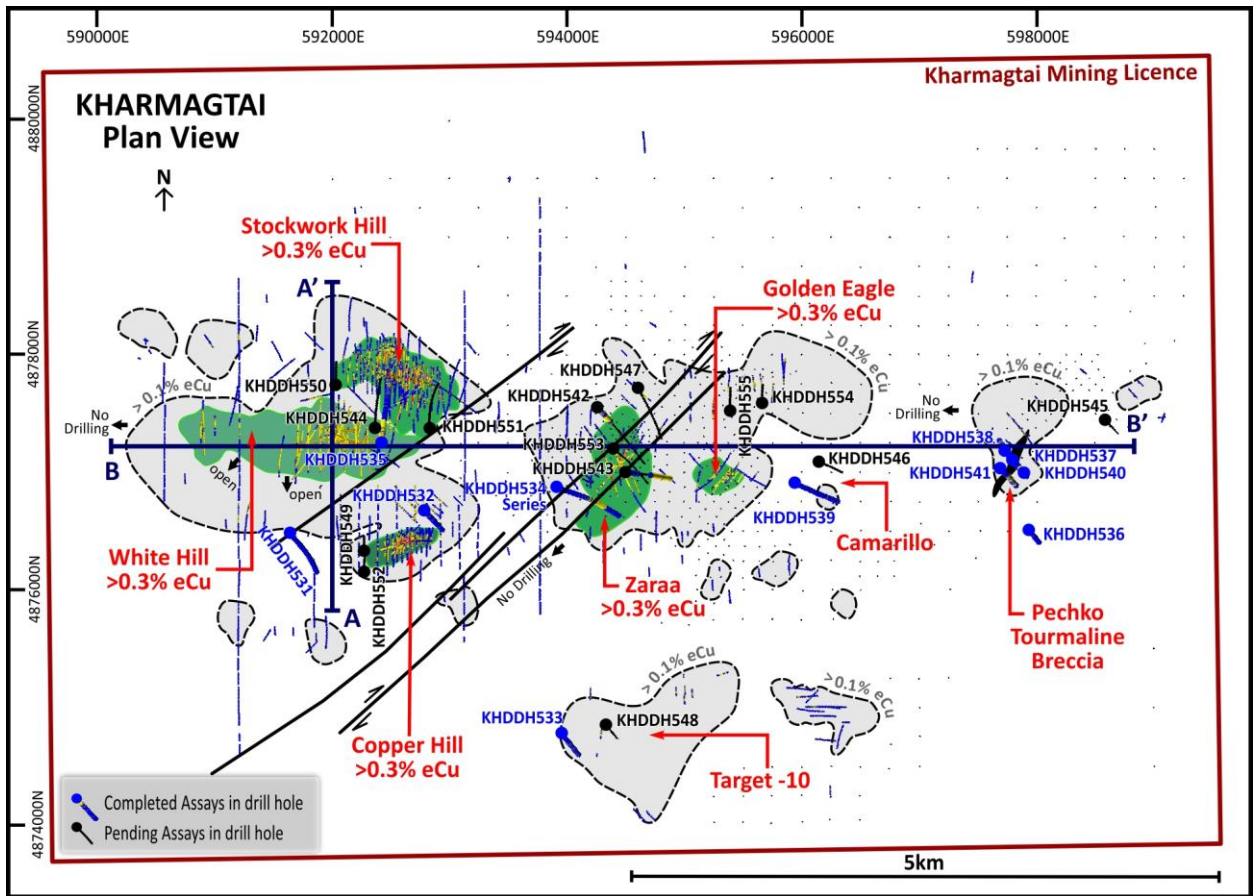 590000E
592000E
594000E
596000E
598000E
Kharmagtai Mining Licence
KHARMAGTAI
Plan View
N
4880000N
4878000N
4876000N
4874000N
Stockwork Hill
>0.3% eCu
A'
Golden Eagle
>0.3% eCu
> 0.1% eCu
> 0.1% eCu
> 0.1% eCu
KHDDH550
KHDDH544
KHDDH551
KHDDH535
KHDDH547
KHDDH542
KHDDH555
KHDDH554
KHDDH553
KHDDH543
KHDDH545
No
Drilling
No
Drilling
B
B'
KHDDH538
KHDDH537
KHDDH541
KHDDH540
KHDDH546
KHDDH534
Series
KHDDH539
KHDDH536
open
open
KHDDH532
KHDDH549
KHDDH531
KHDDH552
White Hill
>0.3% eCu
A
No Drilling
Zaraa
>0.3% eCu
Camarillo
Pechko
Tourmaline
Breccia
> 0.1% eCu
> 0.1% eCu
KHDDH533
KHDDH548
Copper Hill
>0.3% eCu
Target -10
Completed Assays in drill hole
Pending Assays in drill hole
5km